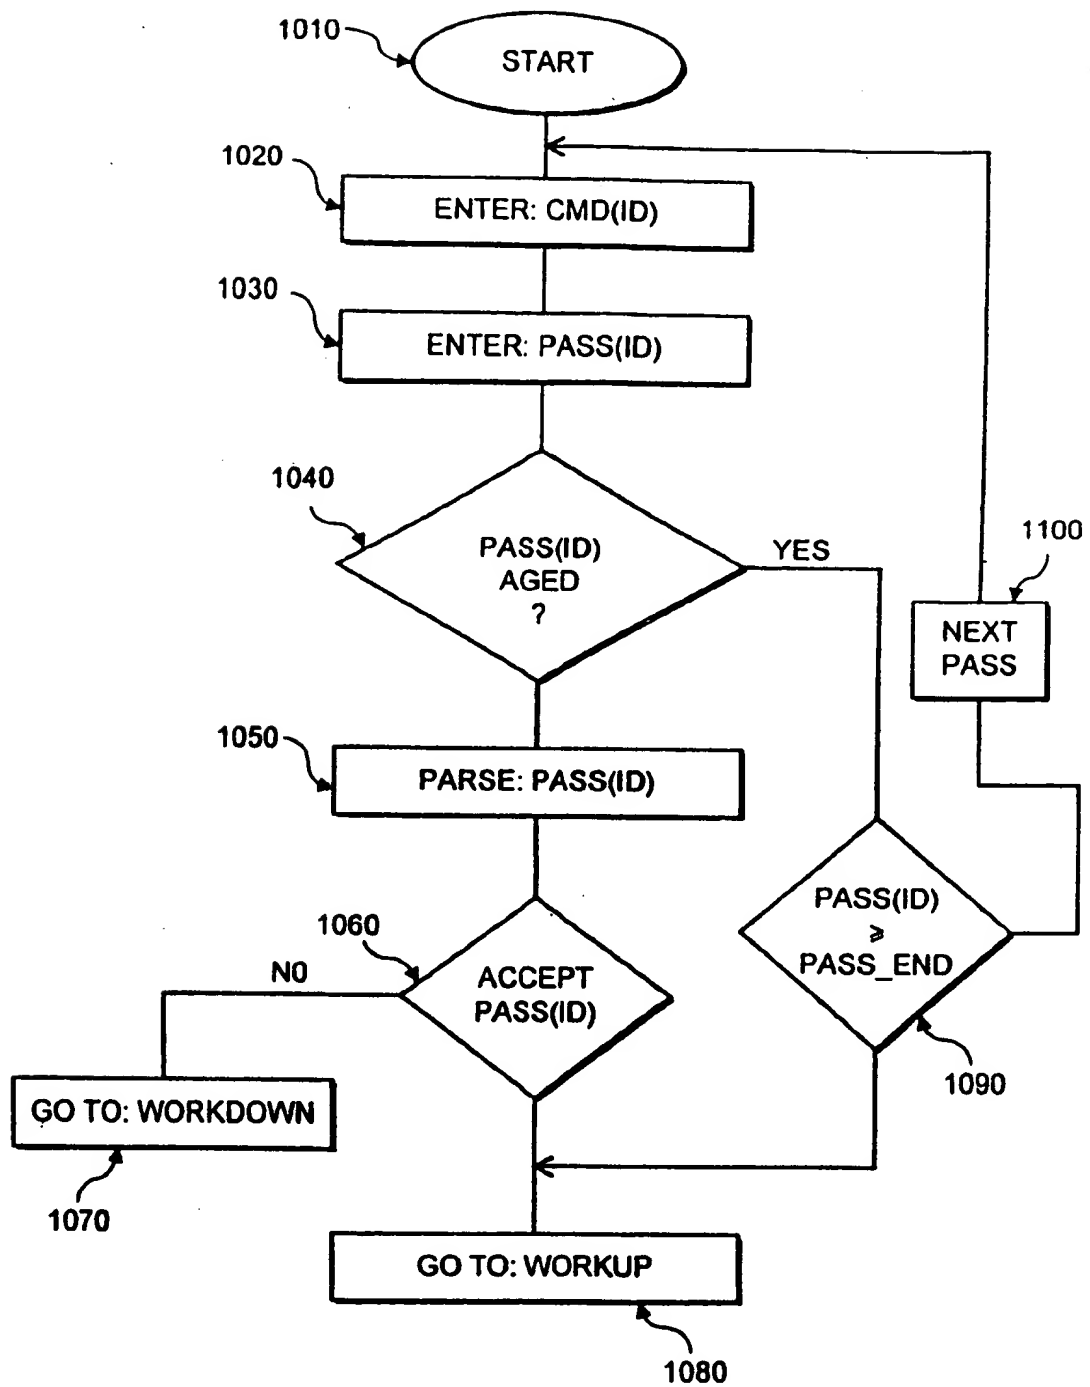 1010
START
1020
ENTER: CMD(ID)
1030
ENTER: PASS(ID)
1040
PASS(ID)
AGED
?
YES
1100
NEXT
PASS
1050
PARSE: PASS(ID)
PASS(ID)
≥
PASS_END
1060
NO
ACCEPT
PASS(ID)
1090
GO TO: WORKDOWN
1070
GO TO: WORKUP
1080